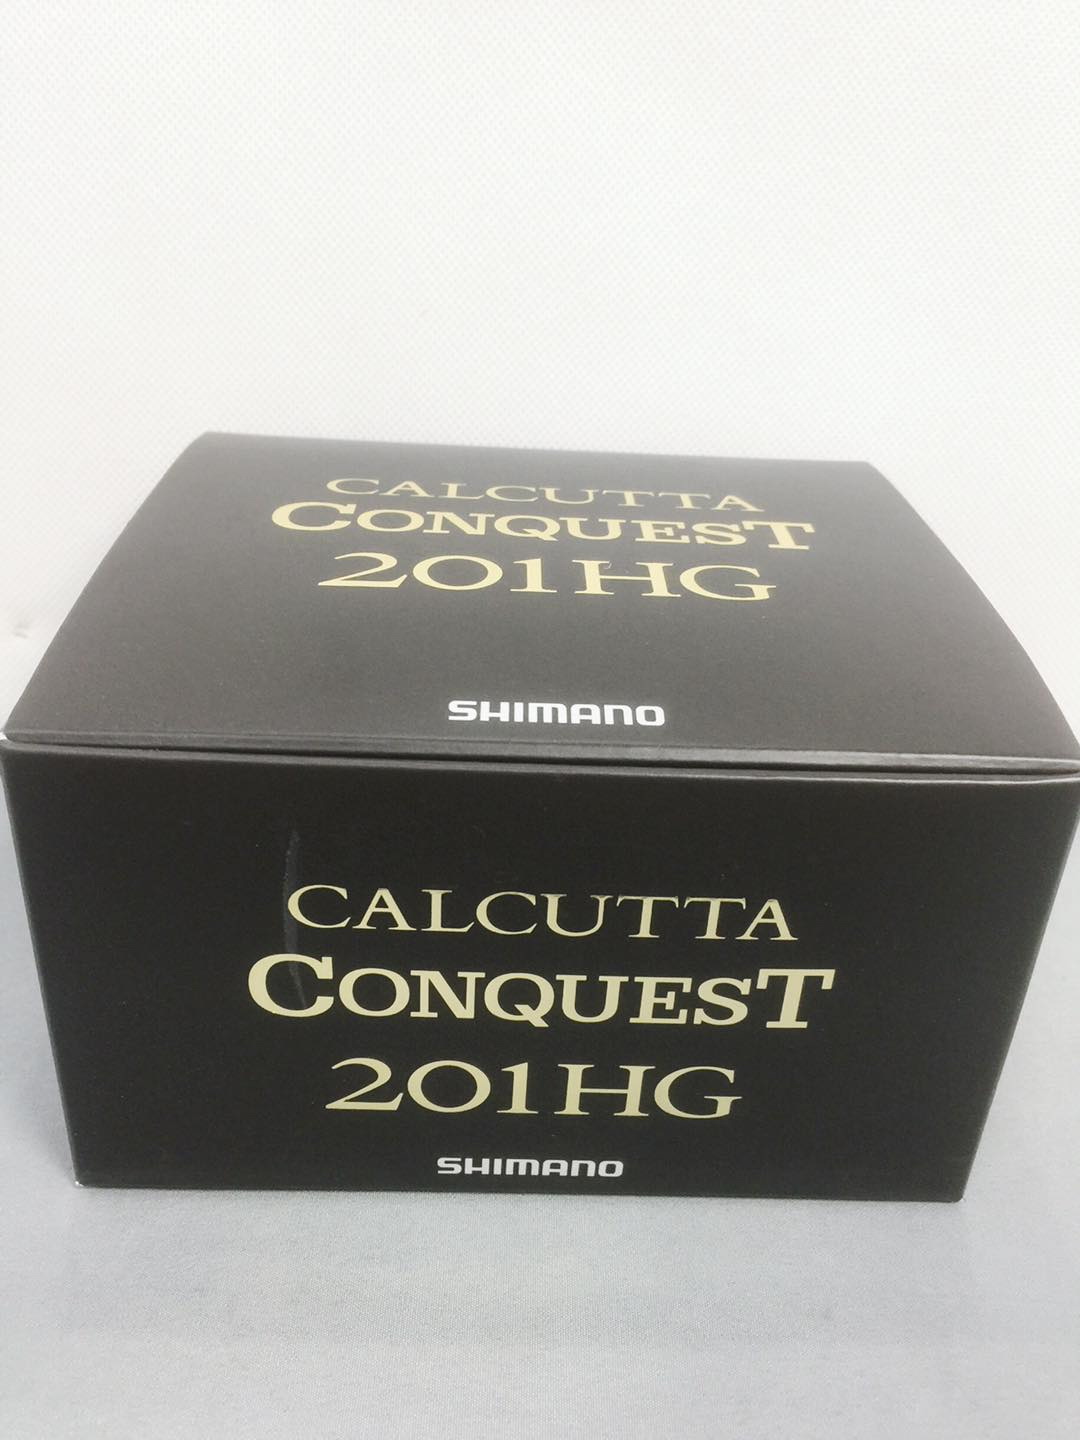 CALCUTTA
CONQUEST
201HG
SHIMANO
CALCUTTA
CONQUEST
201HG
SHIMANO